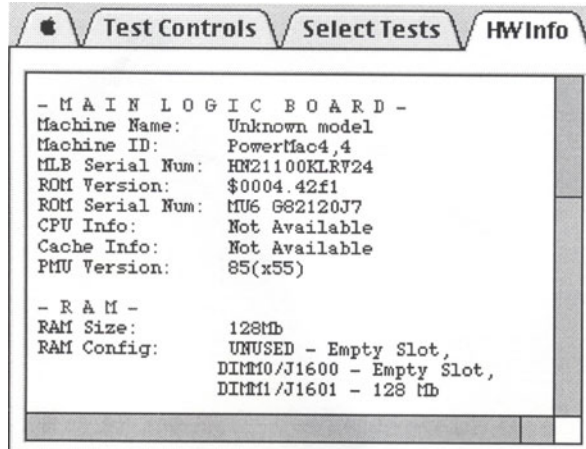 Test Controls Select Tests HW Info
- M A I N  L O G I C  B O A R D -
Machine Name: Unknown model
Machine ID: PowerMac4,4
MLB Serial Num: HN21100KLRV24
ROM Version: $0004.42f1
ROM Serial Num: MU6 G82120J7
CPU Info: Not Available
Cache Info: Not Available
PMU Version: 85(x55)
- R A M -
RAM Size: 128Mb
RAM Config: UNUSED - Empty Slot,
DIMM0/J1600 - Empty Slot,
DIMM1/J1601 - 128 Mb